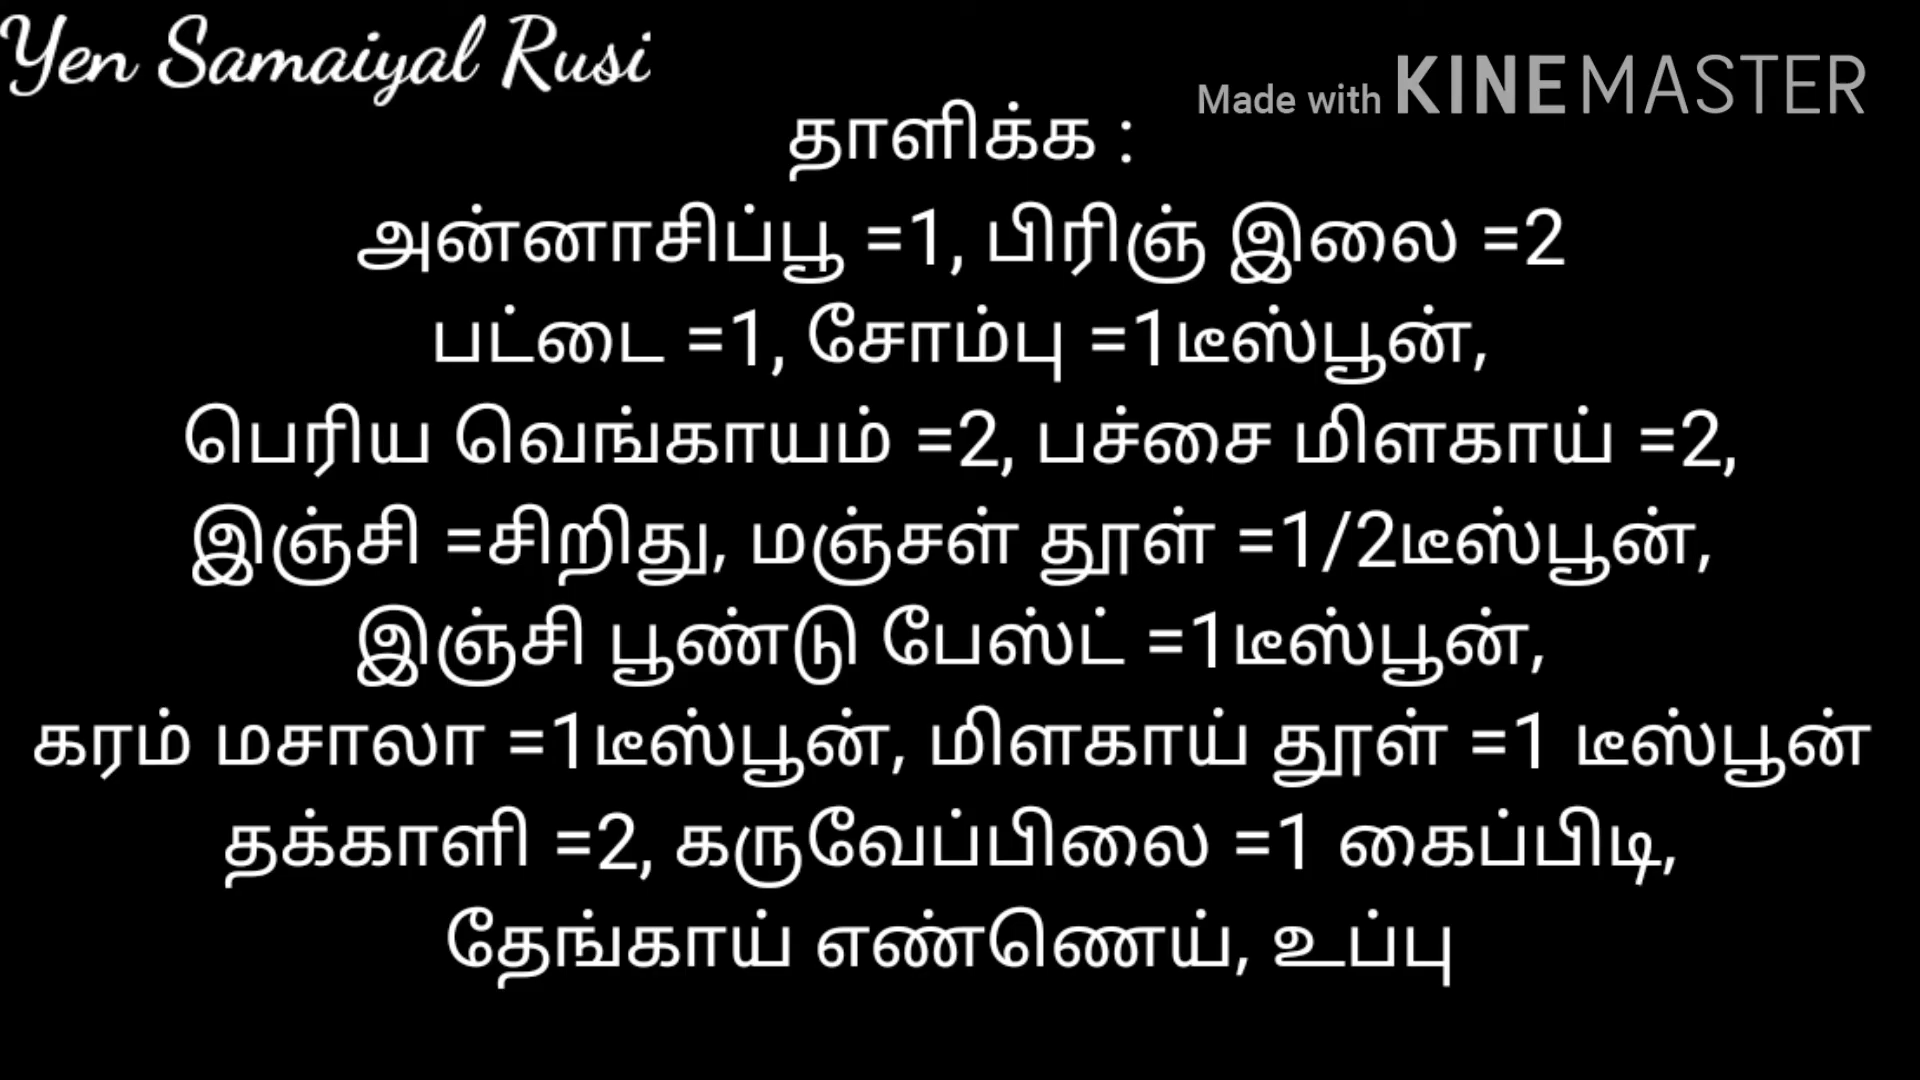 Yen Samaiyal Rusi
Made with KINEMASTER
தாளிக்க :
அன்னாசிப்பூ =1, பிரிஞ் இலை =2
பட்டை =1, சோம்பு =1டீஸ்பூன்,
பெரிய வெங்காயம் =2, பச்சை மிளகாய் =2,
இஞ்சி =சிறிது, மஞ்சள் தூள் =1/2டீஸ்பூன்,
இஞ்சி பூண்டு பேஸ்ட் =1டீஸ்பூன்,
கரம் மசாலா =1டீஸ்பூன், மிளகாய் தூள் =1 டீஸ்பூன்
தக்காளி =2, கருவேப்பிலை =1 கைப்பிடி,
தேங்காய் எண்ணெய், உப்பு